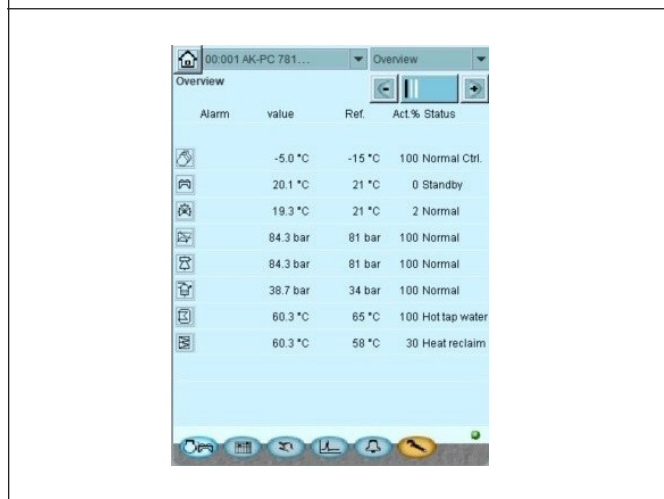 00:001 AK-PC 781... Overview
Overview
Alarm value Ref. Act.% Status
-5.0 °C -15 °C 100 Normal Ctrl.
20.1 °C 21 °C 0 Standby
19.3 °C 21 °C 2 Normal
84.3 bar 81 bar 100 Normal
84.3 bar 81 bar 100 Normal
38.7 bar 34 bar 100 Normal
60.3 °C 65 °C 100 Hot tap water
60.3 °C 58 °C 30 Heat reclaim